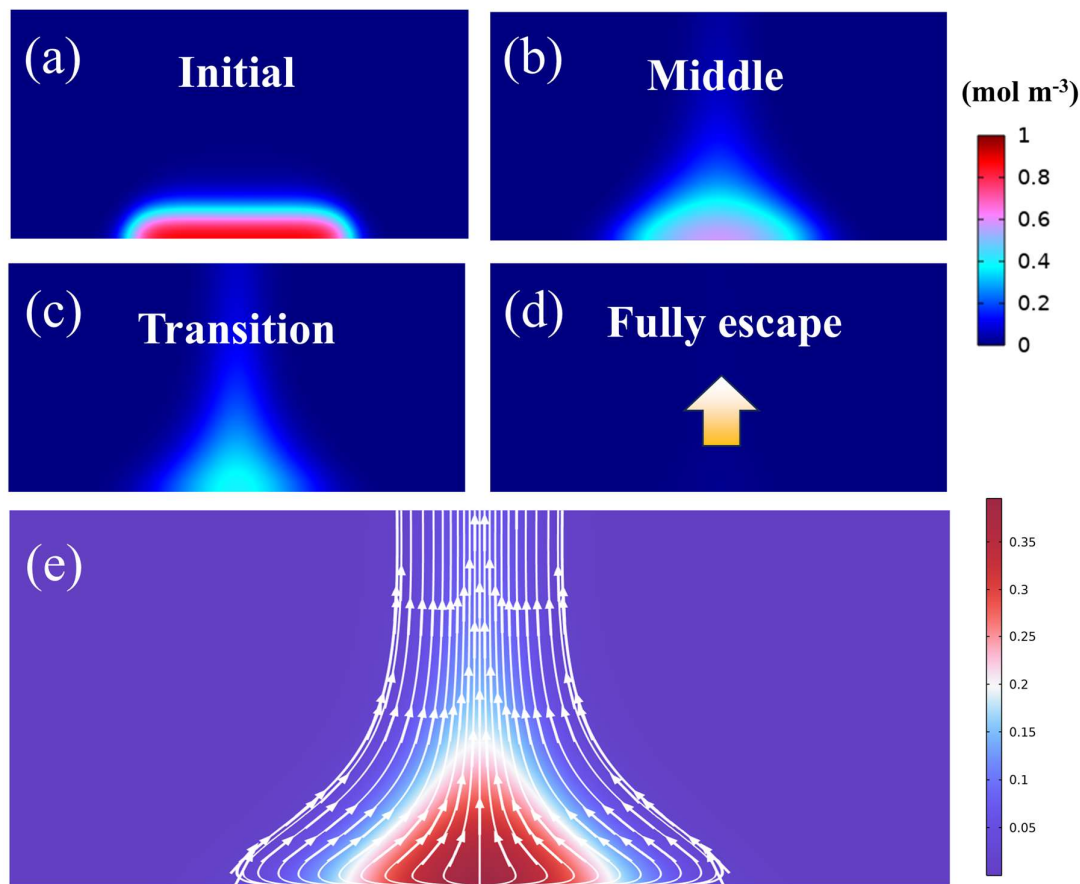 (a)
Initial
(b)
Middle
(mol m⁻³)
1
0.8
0.6
0.4
0.2
0
(c)
Transition
(d)
Fully escape
(e)
0.35
0.3
0.25
0.2
0.15
0.1
0.05